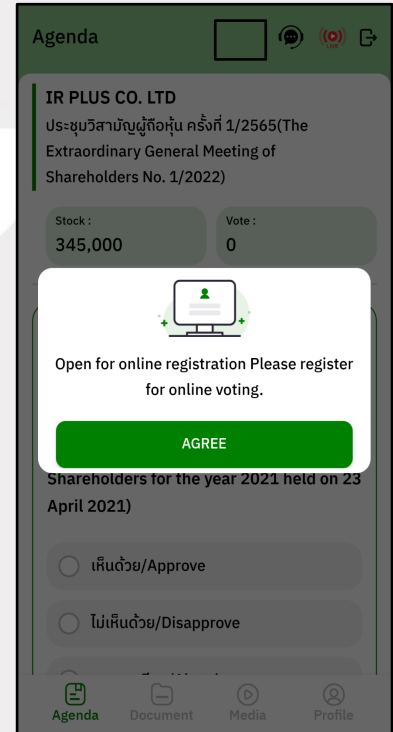 Agenda
LIVE
IR PLUS CO. LTD
ประชุมวิสามัญผู้ถือหุ้น ครั้งที่ 1/2565(The
Extraordinary General Meeting of
Shareholders No. 1/2022)
Stock :
345,000
Vote :
0
Open for online registration Please register
for online voting.
AGREE
Shareholders for the year 2021 held on 23
April 2021)
เห็นด้วย/Approve
ไม่เห็นด้วย/Disapprove
Agenda
Document
Media
Profile